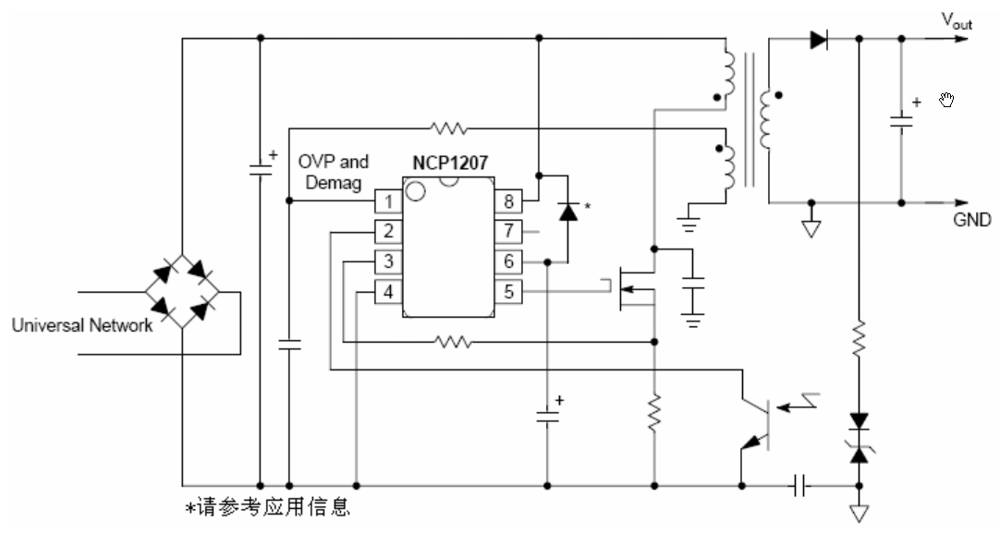 Vout
+
+
OVP and
Demag
NCP1207
1
8
*
2
7
GND
3
6
4
5
Universal Network
+
*请参考应用信息